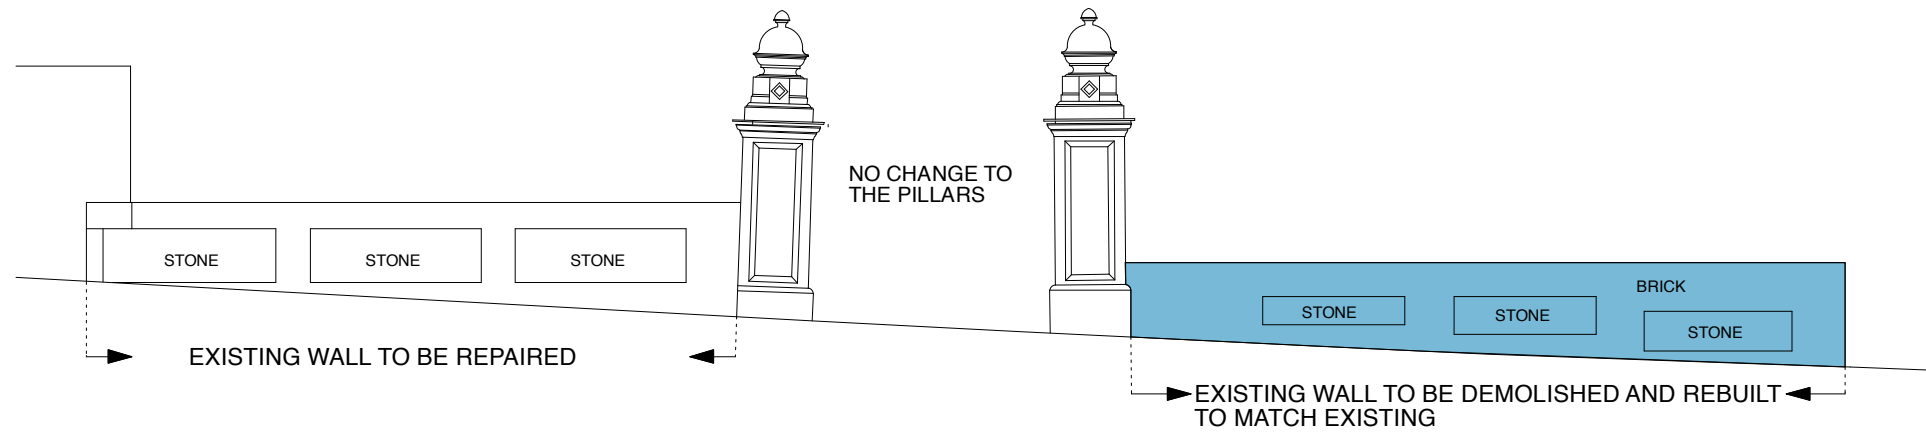 NO CHANGE TO
THE PILLARS
STONE
STONE
STONE
BRICK
STONE
STONE
STONE
EXISTING WALL TO BE REPAIRED
EXISTING WALL TO BE DEMOLISHED AND REBUILT
TO MATCH EXISTING